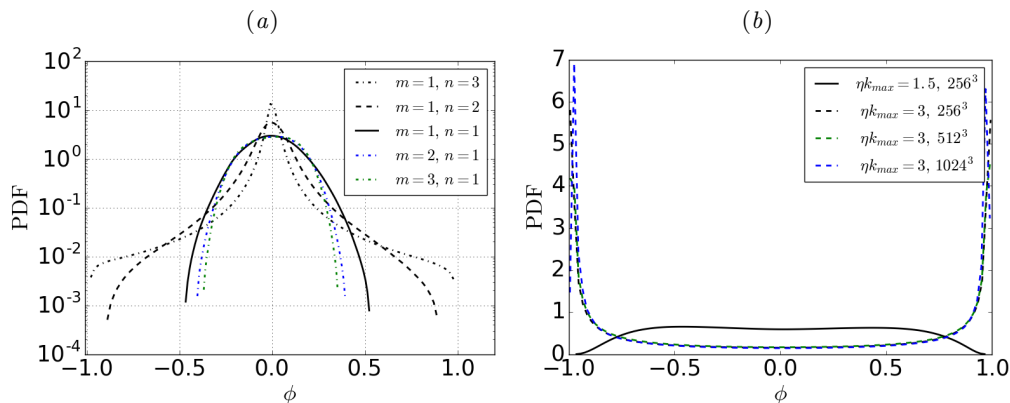 (a)
PDF
10^2
10^1
10^0
10^-1
10^-2
10^-3
10^-4
m=1, n=3
m=1, n=2
m=1, n=1
m=2, n=1
m=3, n=1
−1.0 −0.5 0.0 0.5 1.0
ϕ
(b)
PDF
7
6
5
4
3
2
1
0
ηk_max=1.5, 256^3
ηk_max=3, 256^3
ηk_max=3, 512^3
ηk_max=3, 1024^3
−1.0 −0.5 0.0 0.5 1.0
ϕ